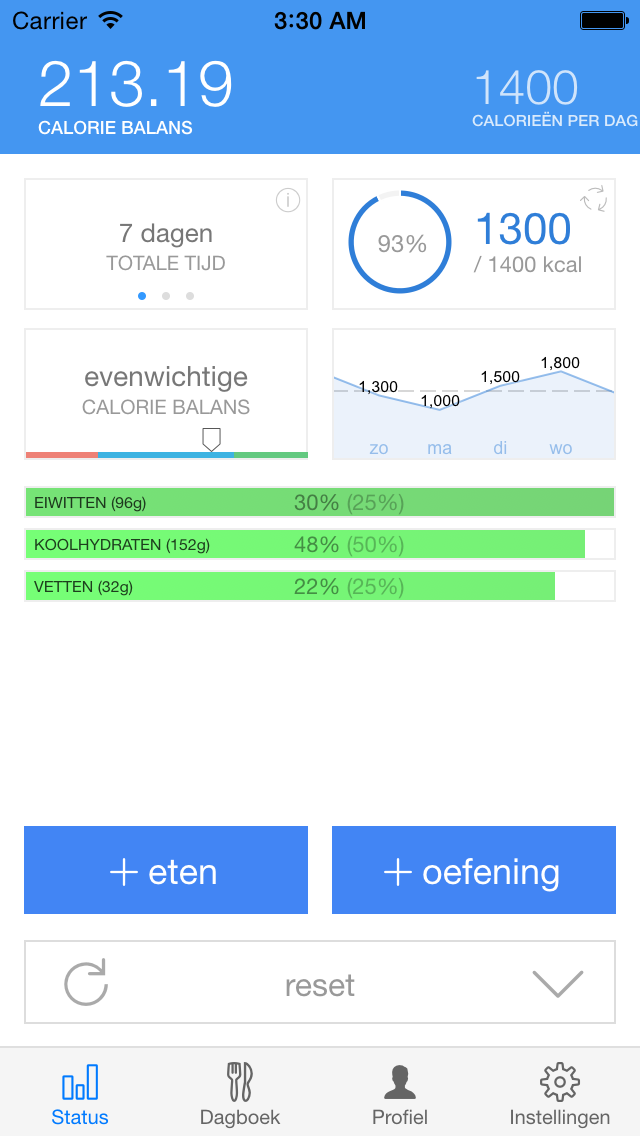 Carrier 3:30 AM
213.19
CALORIE BALANS
1400
CALORIEËN PER DAG
7 dagen
TOTALE TIJD
93%
1300
/ 1400 kcal
evenwichtige
CALORIE BALANS
1,300
1,000
1,500
1,800
zo ma di wo
EIWITTEN (96g) 30% (25%)
KOOLHYDRATEN (152g) 48% (50%)
VETTEN (32g) 22% (25%)
+ eten
+ oefening
reset
Status Dagboek Profiel Instellingen